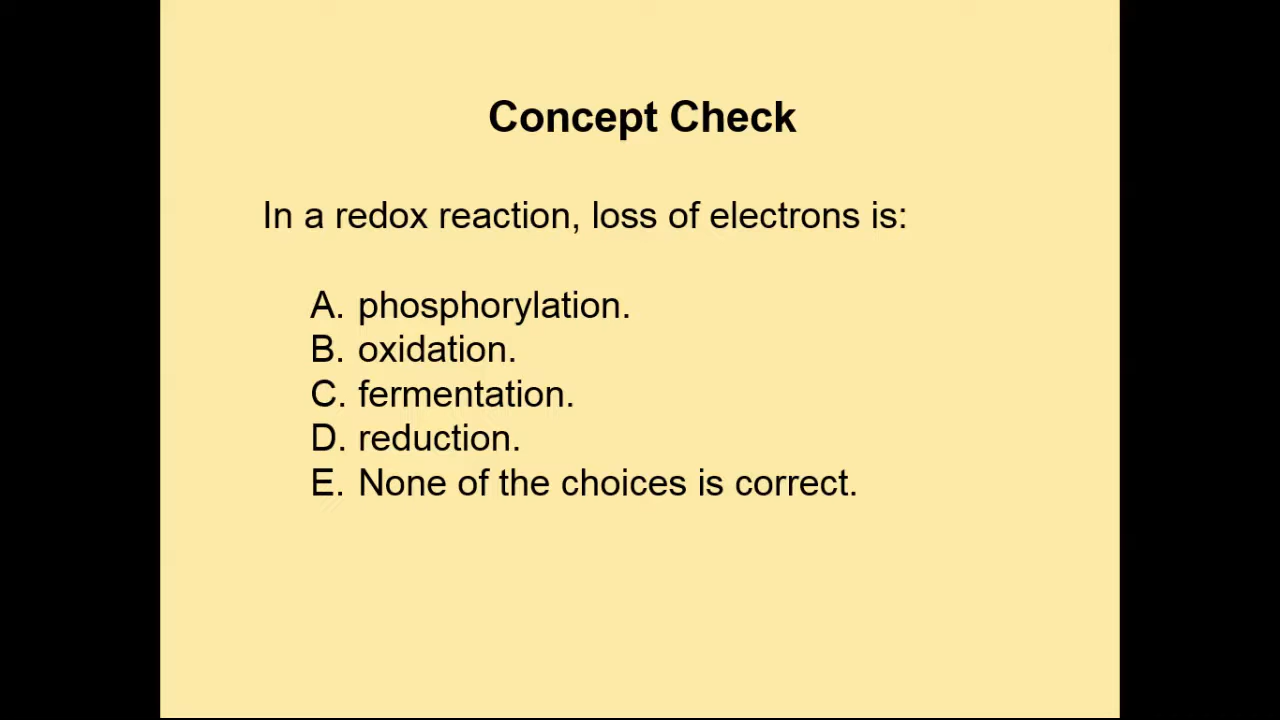 Concept Check
In a redox reaction, loss of electrons is:
A. phosphorylation.
B. oxidation.
C. fermentation.
D. reduction.
E. None of the choices is correct.